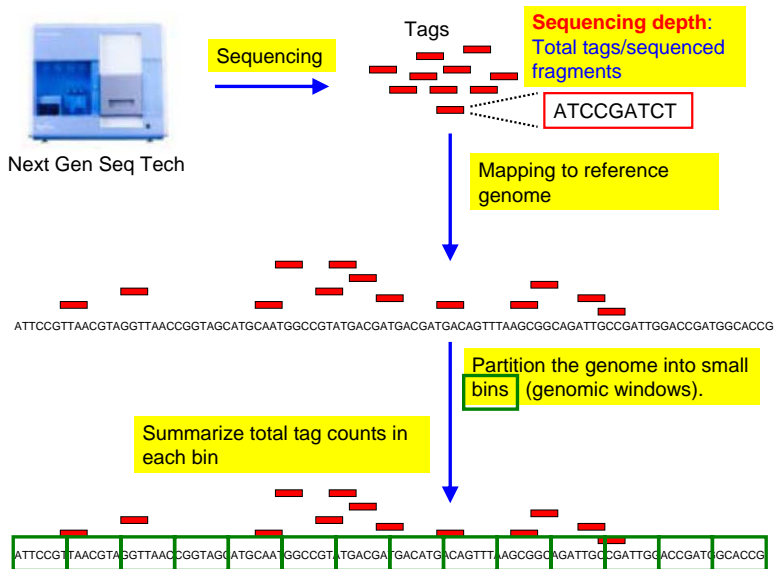 Tags
Sequencing depth:
Total tags/sequenced
fragments
Sequencing
ATCCGATCT
Next Gen Seq Tech
Mapping to reference
genome
ATTCCGTTAACGTAGGTTAACCGGTAGCATGCAATGGCCGTATGACGATGACGATGACAGTTTAAGCGGCAGATTGCCGATTGGACCGATGGCACCG
Partition the genome into small
bins (genomic windows).
Summarize total tag counts in
each bin
ATTCCGTTAACGTAGGTTAACCGGTAGCATGCAATGGCCGTATGACGATGACATGACAGTTTAAGCGGCAGATTGCCGATTGGACCGATGGCACCG